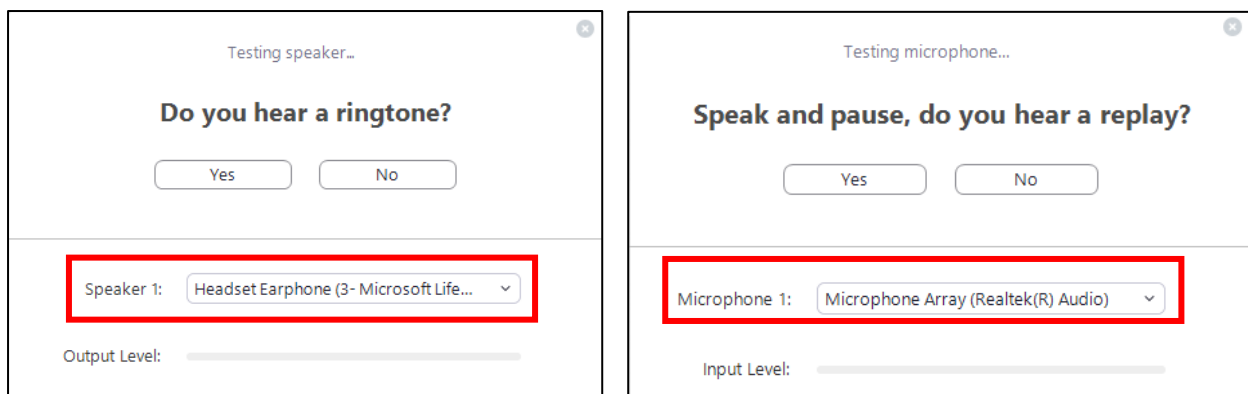 Testing speaker...
Do you hear a ringtone?
Yes No
Speaker 1: Headset Earphone (3- Microsoft Life...
Output Level:
Testing microphone...
Speak and pause, do you hear a replay?
Yes No
Microphone 1: Microphone Array (Realtek(R) Audio)
Input Level: